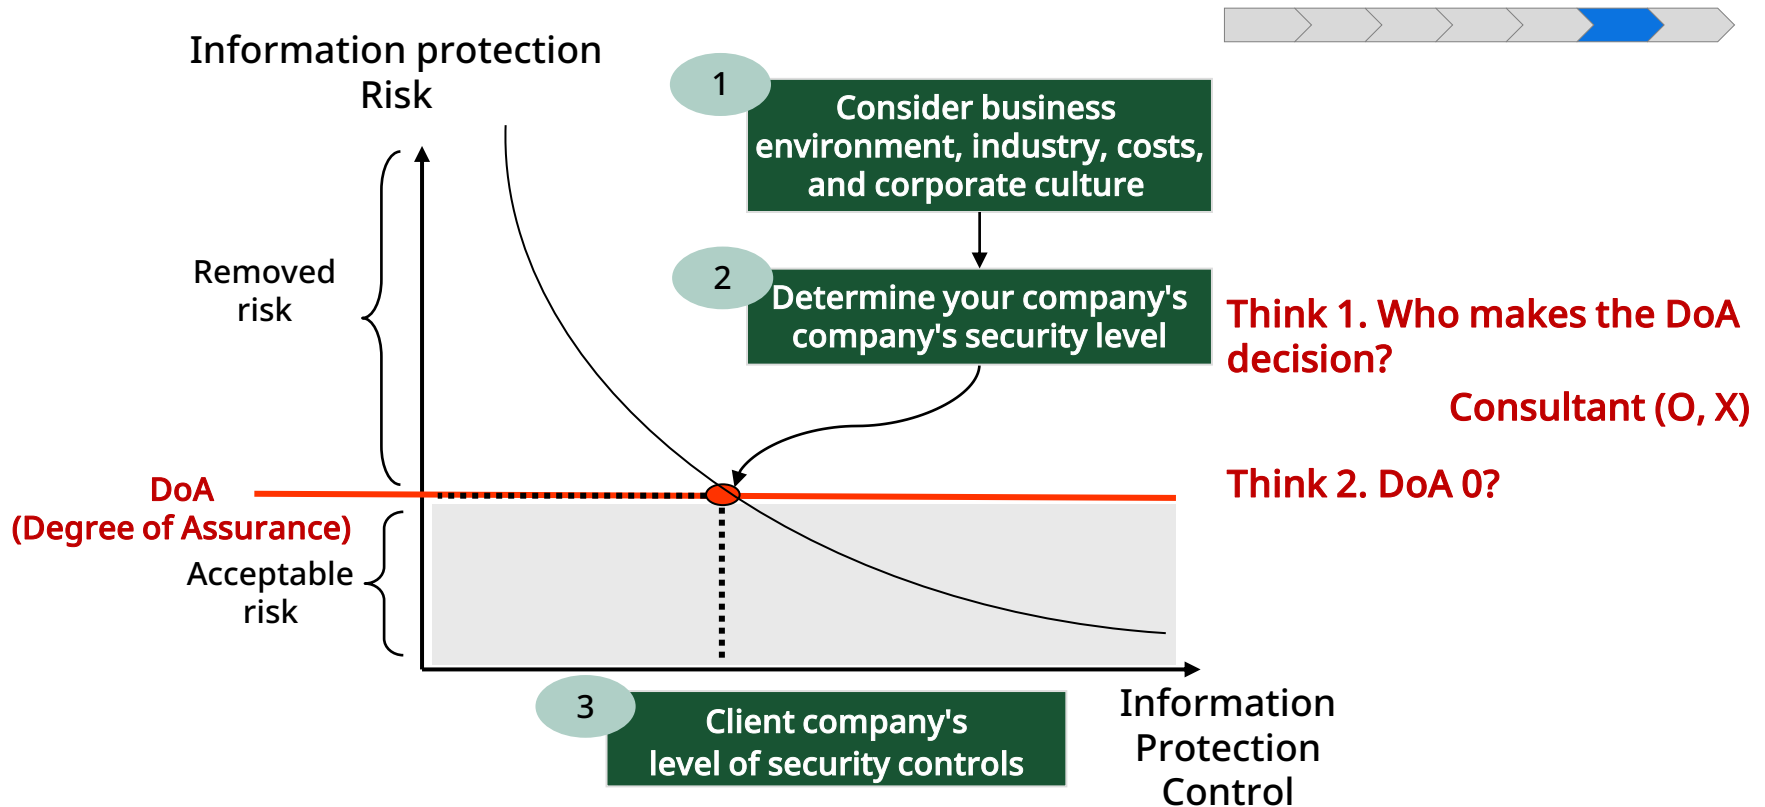 Information protection
Risk
1
Consider business
environment, industry, costs,
and corporate culture
2
Determine your company's
company's security level
Removed
risk
Think 1. Who makes the DoA
decision?
Consultant (O, X)
Think 2. DoA 0?
DoA
(Degree of Assurance)
Acceptable
risk
3
Client company's
level of security controls
Information
Protection
Control